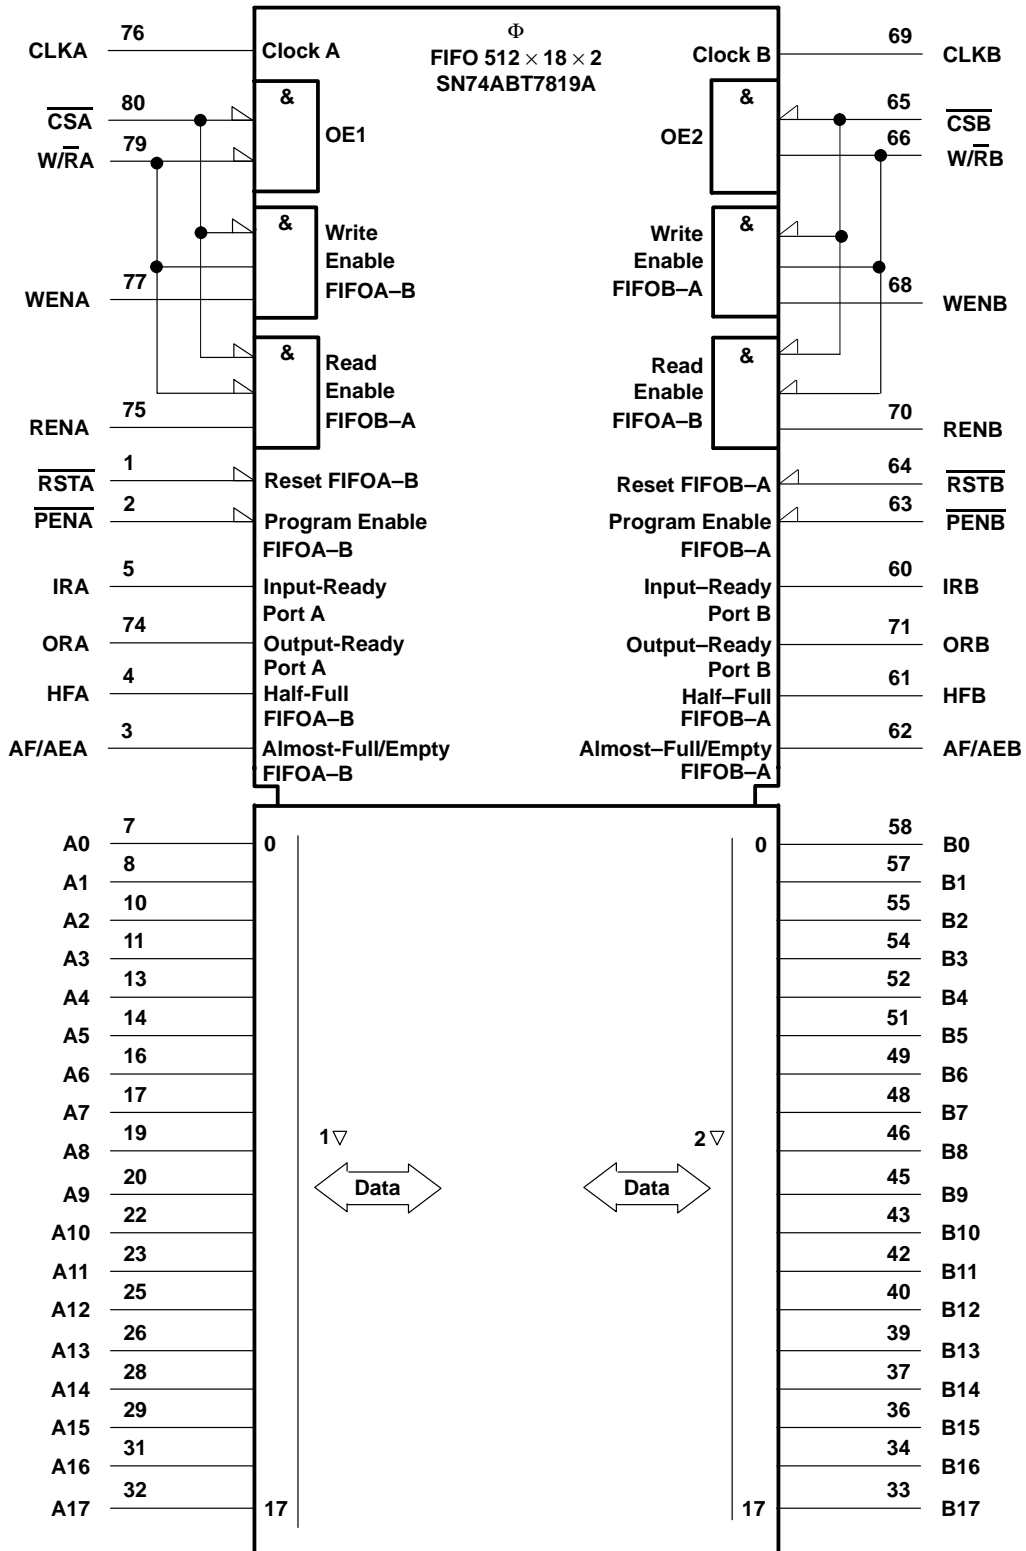 Φ
FIFO 512 × 18 × 2
SN74ABT7819A
CLKA 76 Clock A
CSA 80 & OE1
W/RA 79
& Write
Enable
FIFOA–B
WENA 77
& Read
Enable
FIFOB–A
RENA 75
RSTA 1 Reset FIFOA–B
PENA 2 Program Enable
FIFOA–B
IRA 5 Input-Ready
Port A
ORA 74 Output-Ready
Port A
HFA 4 Half-Full
FIFOA–B
AF/AEA 3 Almost-Full/Empty
FIFOA–B
Clock B 69 CLKB
OE2 & 65 CSB
66 W/RB
Write &
Enable
FIFOB–A
68 WENB
Read &
Enable
FIFOA–B
70 RENB
Reset FIFOB–A 64 RSTB
Program Enable 63 PENB
FIFOB–A
Input–Ready 60 IRB
Port B
Output–Ready 71 ORB
Port B
Half–Full 61 HFB
FIFOB–A
Almost–Full/Empty 62 AF/AEB
FIFOB–A
A0 7 0
A1 8
A2 10
A3 11
A4 13
A5 14
A6 16
A7 17
A8 19
A9 20
A10 22
A11 23
A12 25
A13 26
A14 28
A15 29
A16 31
A17 32 17
1▽
Data
2▽
Data
0 58 B0
57 B1
55 B2
54 B3
52 B4
51 B5
49 B6
48 B7
46 B8
45 B9
43 B10
42 B11
40 B12
39 B13
37 B14
36 B15
34 B16
17 33 B17